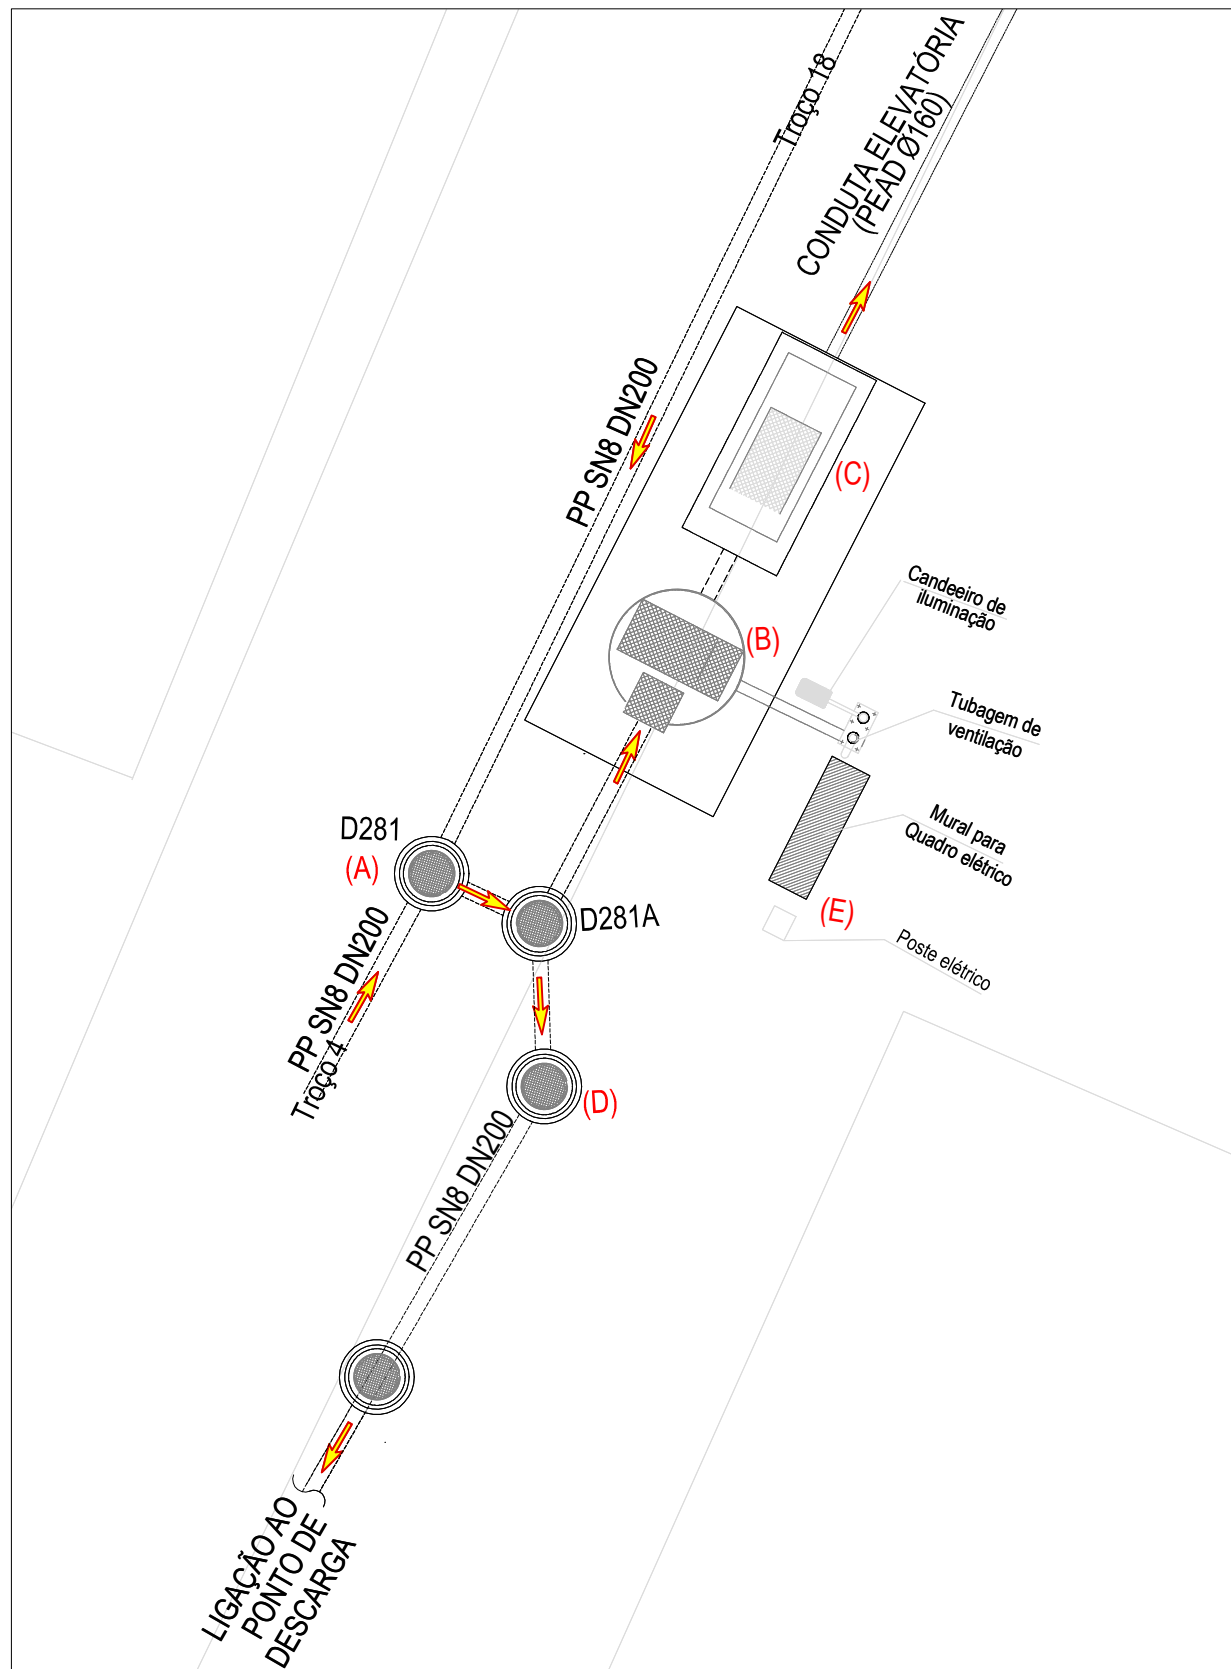 Troço 18
CONDUTA ELEVATÓRIA
(PEAD Ø160)
PP SN8 DN200
(C)
Candeeiro de
iluminação
(B)
Tubagem de
ventilação
D281
(A)
Mural para
Quadro elétrico
(E)
D281A
Poste elétrico
PP SN8 DN200
Troço 4
(D)
PP SN8 DN200
LIGAÇÃO AO
PONTO DE
DESCARGA